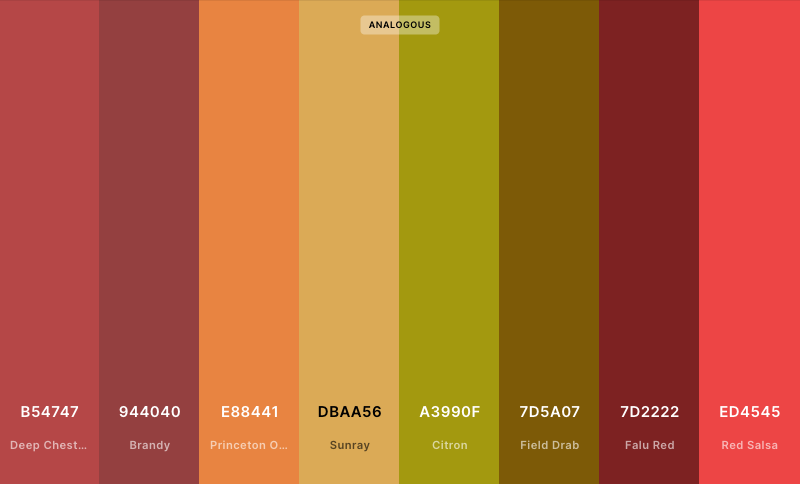 ANALOGOUS
B54747
944040
E88441
DBAA56
A3990F
7D5A07
7D2222
ED4545
Deep Chest...
Brandy
Princeton O...
Sunray
Citron
Field Drab
Falu Red
Red Salsa